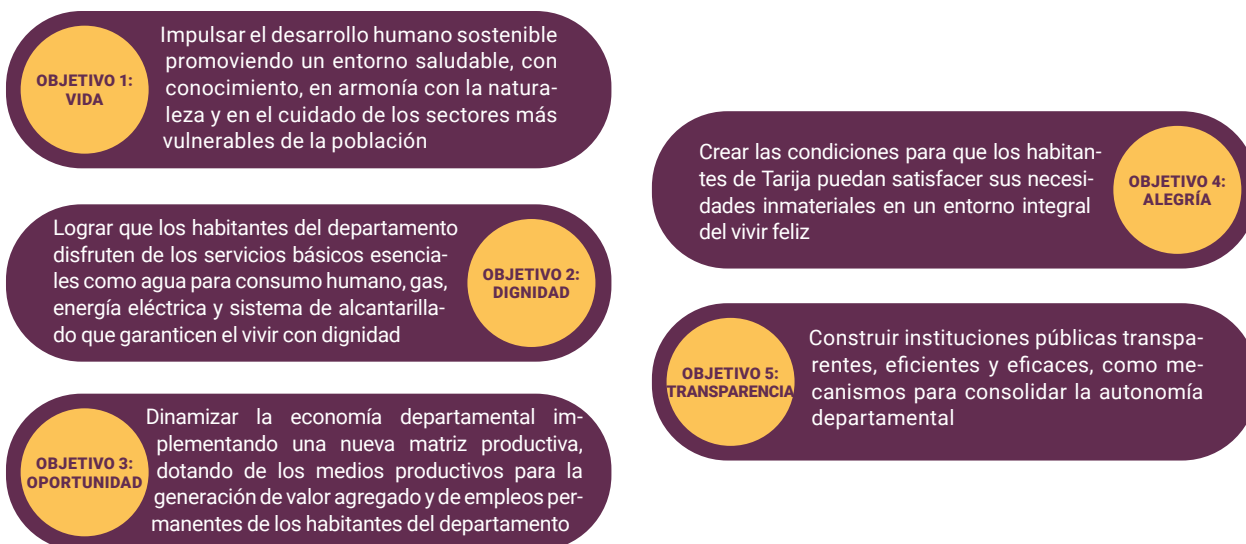 OBJETIVO 1:
VIDA
Impulsar el desarrollo humano sostenible
promoviendo un entorno saludable, con
conocimiento, en armonía con la natura-
leza y en el cuidado de los sectores más
vulnerables de la población
Lograr que los habitantes del departamento
disfruten de los servicios básicos esencia-
les como agua para consumo humano, gas,
energía eléctrica y sistema de alcantarilla-
do que garanticen el vivir con dignidad
OBJETIVO 2:
DIGNIDAD
OBJETIVO 3:
OPORTUNIDAD
Dinamizar la economía departamental im-
plementando una nueva matriz productiva,
dotando de los medios productivos para la
generación de valor agregado y de empleos per-
manentes de los habitantes del departamento
Crear las condiciones para que los habitan-
tes de Tarija puedan satisfacer sus necesi-
dades inmateriales en un entorno integral
del vivir feliz
OBJETIVO 4:
ALEGRÍA
OBJETIVO 5:
TRANSPARENCIA
Construir instituciones públicas transpa-
rentes, eficientes y eficaces, como me-
canismos para consolidar la autonomía
departamental